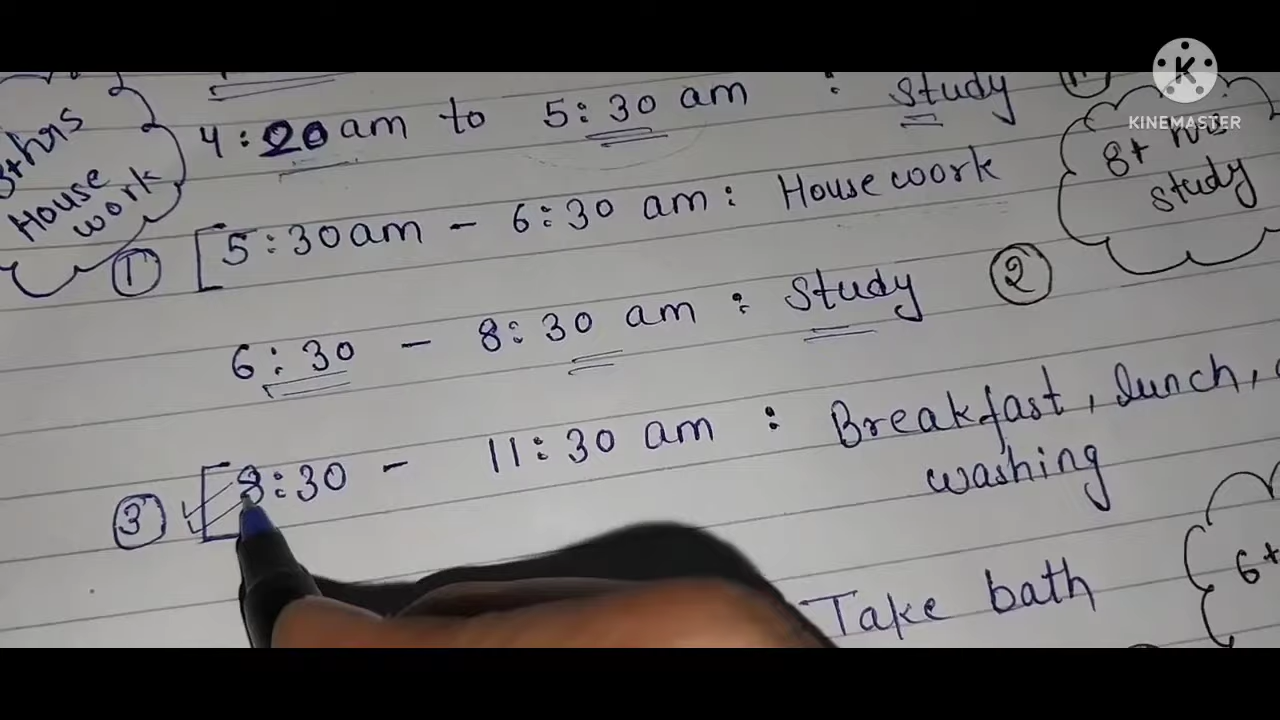 4:20 am to 5:30 am : study
① [5:30 am - 6:30 am : House woork
6:30 - 8:30 am : Study ②
③ [8:30 - 11:30 am : Breakfast, lunch,
washing
Take bath
hrs
House
work
8+ hrs
study
6+
K
KINEMASTER